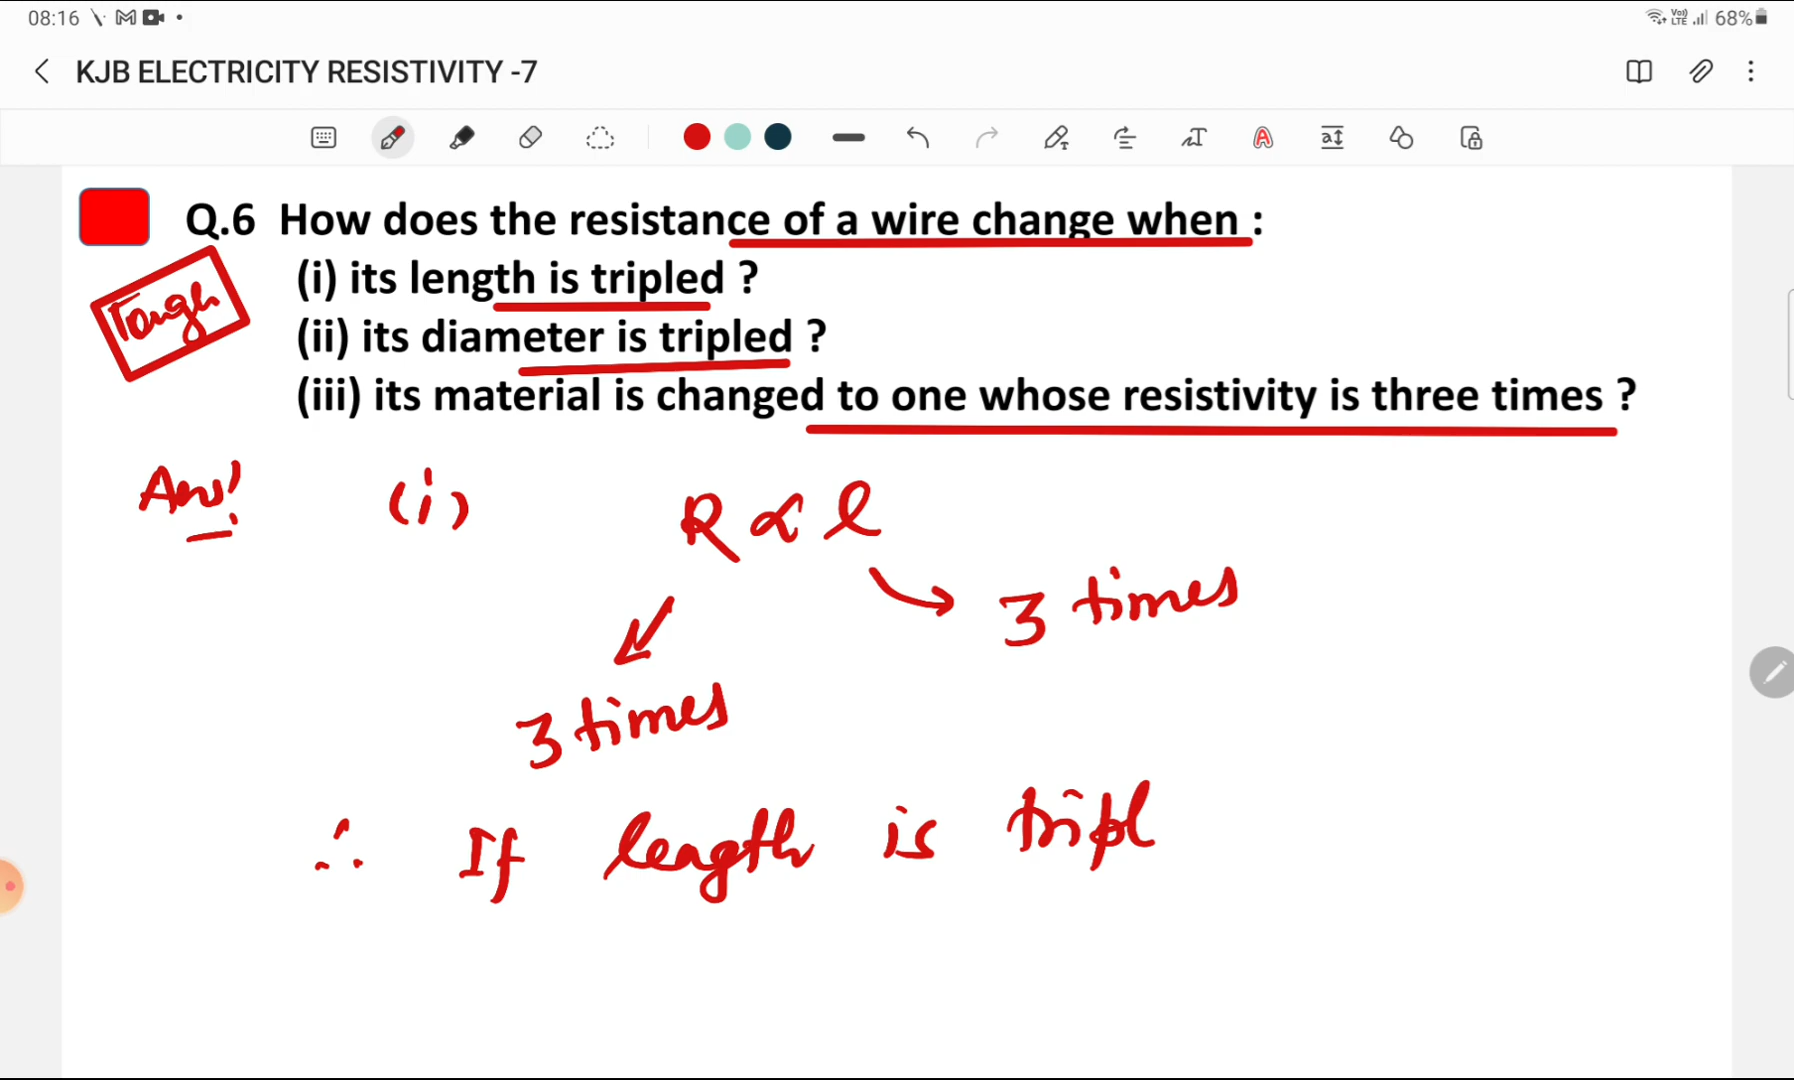 08:16 68%
KJB ELECTRICITY RESISTIVITY -7
Q.6 How does the resistance of a wire change when :
(i) its length is tripled ?
Tough
(ii) its diameter is tripled ?
(iii) its material is changed to one whose resistivity is three times ?
Ans! (i) R ∝ l
3 times
3 times
∴ If length is tripl